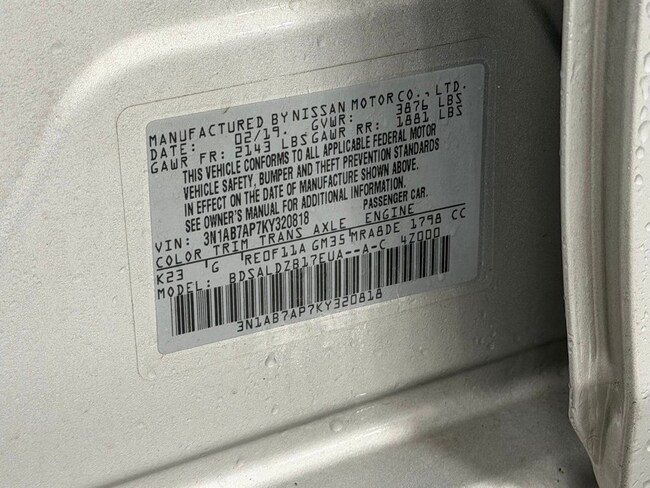 MANUFACTURED BY NISSAN MOTOR CO., LTD.
DATE: 02/19. GVWR: 3876 LBS
GAWR FR: 2143 LBS GAWR RR: 1881 LBS
THIS VEHICLE CONFORMS TO ALL APPLICABLE FEDERAL MOTOR
VEHICLE SAFETY, BUMPER AND THEFT PREVENTION STANDARDS
IN EFFECT ON THE DATE OF MANUFACTURE SHOWN ABOVE.
SEE OWNER'S MANUAL FOR ADDITIONAL INFORMATION.
VIN: 3N1AB7AP7KY320818 PASSENGER CAR.
COLOR TRIM TRANS AXLE ENGINE
K23 G RE0F11A GM35 MRA8DE 1798 CC
MODEL: BDSALDZB17EUA--A-C 4Z000
3N1AB7AP7KY320818